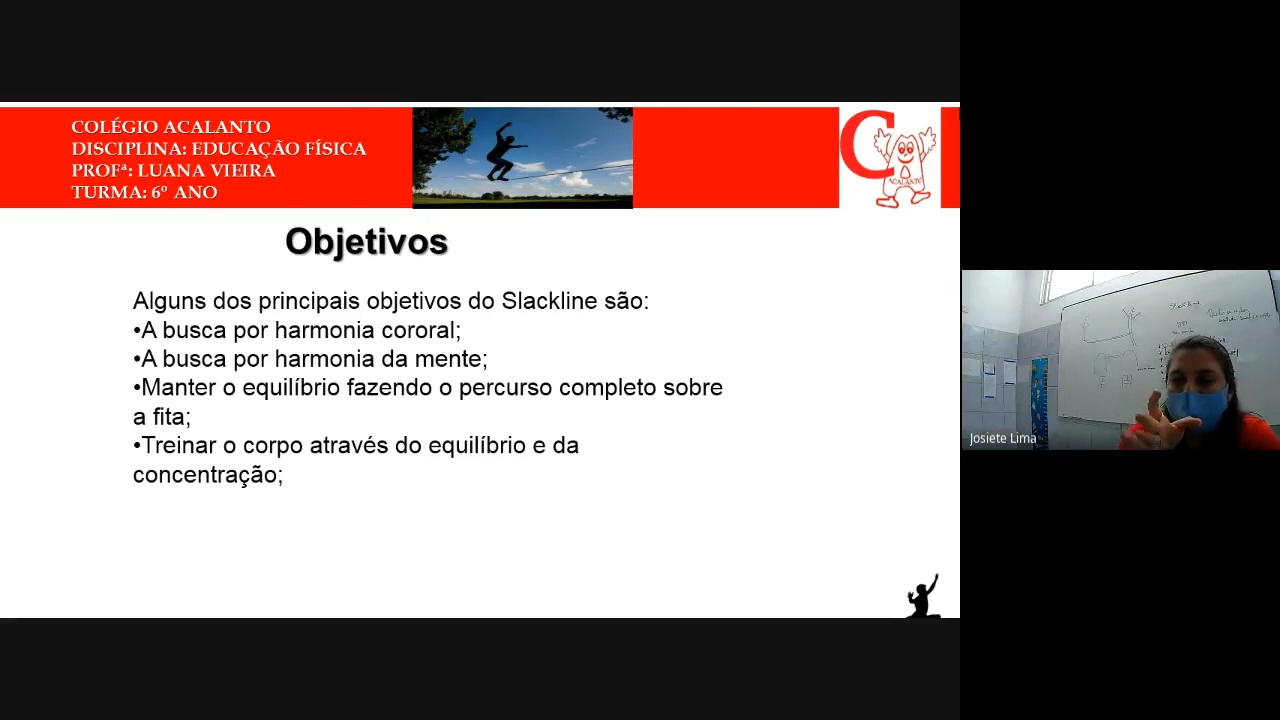 COLÉGIO ACALANTO
DISCIPLINA: EDUCAÇÃO FÍSICA
PROFª: LUANA VIEIRA
TURMA: 6º ANO
C
ACALANTO
Objetivos
Alguns dos principais objetivos do Slackline são:
•A busca por harmonia cororal;
•A busca por harmonia da mente;
•Manter o equilíbrio fazendo o percurso completo sobre
a fita;
•Treinar o corpo através do equilíbrio e da
concentração;
Slackline
Josiete Lima